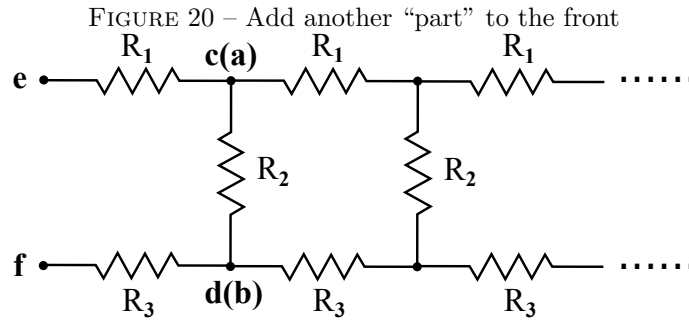 FIGURE 20 – Add another “part” to the front
R1 c(a) R1 R1
e ......
R2 R2
f ......
R3 d(b) R3 R3